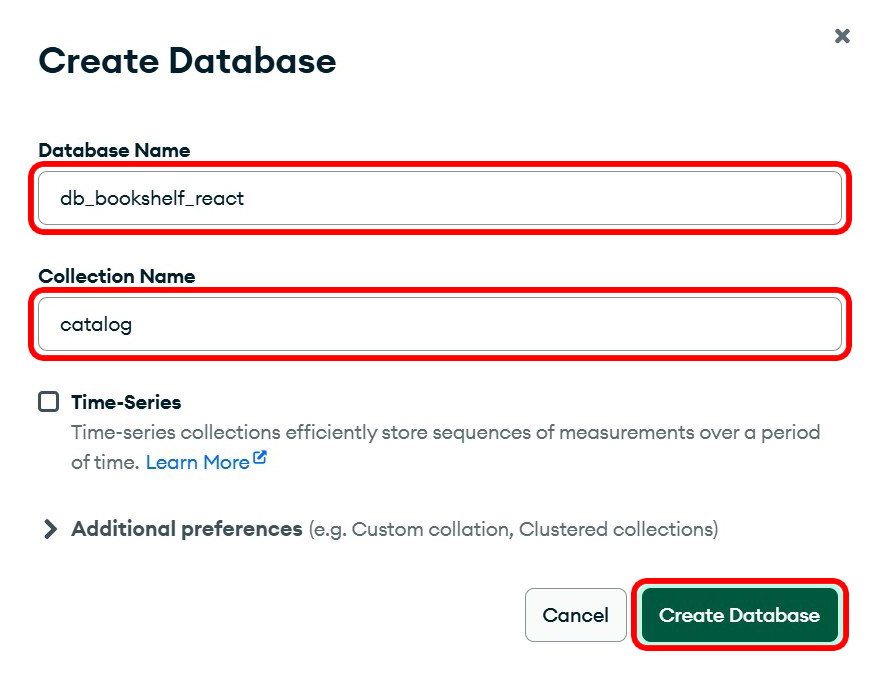 Create Database
Database Name
db_bookshelf_react
Collection Name
catalog
Time-Series
Time-series collections efficiently store sequences of measurements over a period
of time. Learn More
Additional preferences (e.g. Custom collation, Clustered collections)
Cancel
Create Database